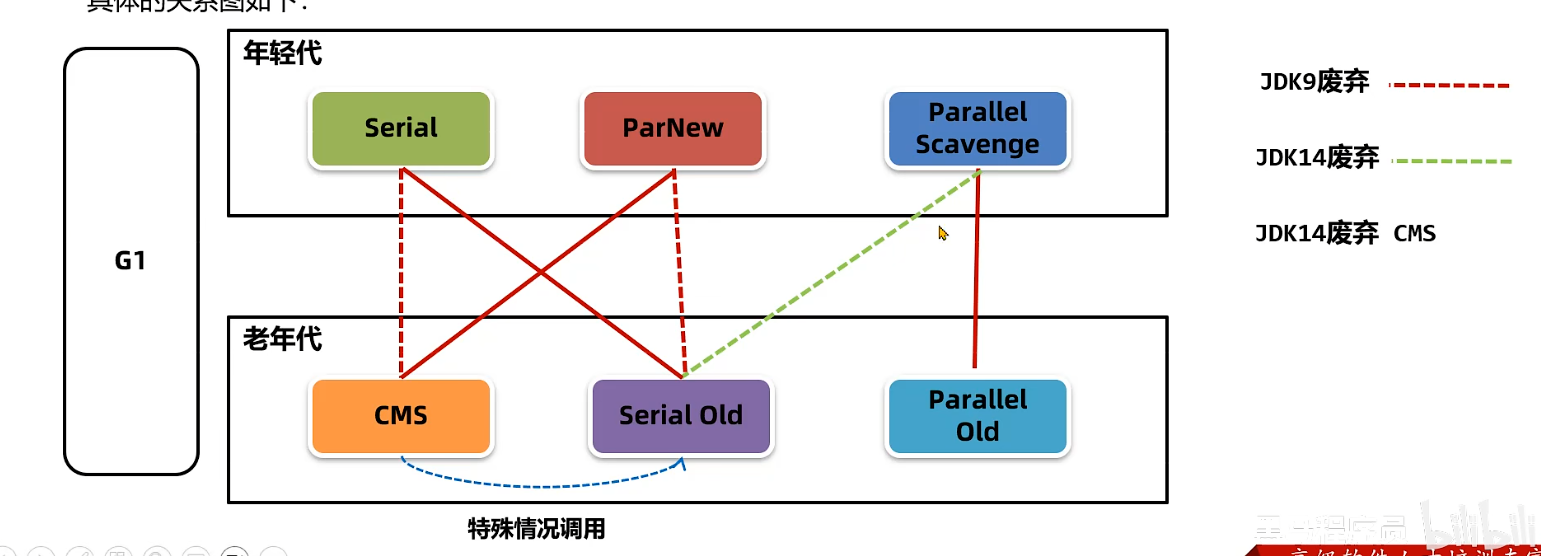 具体的关系图如下：
年轻代
Serial
ParNew
Parallel
Scavenge
JDK9废弃
JDK14废弃
JDK14废弃 CMS
G1
老年代
CMS
Serial Old
Parallel
Old
特殊情况调用
bilibili